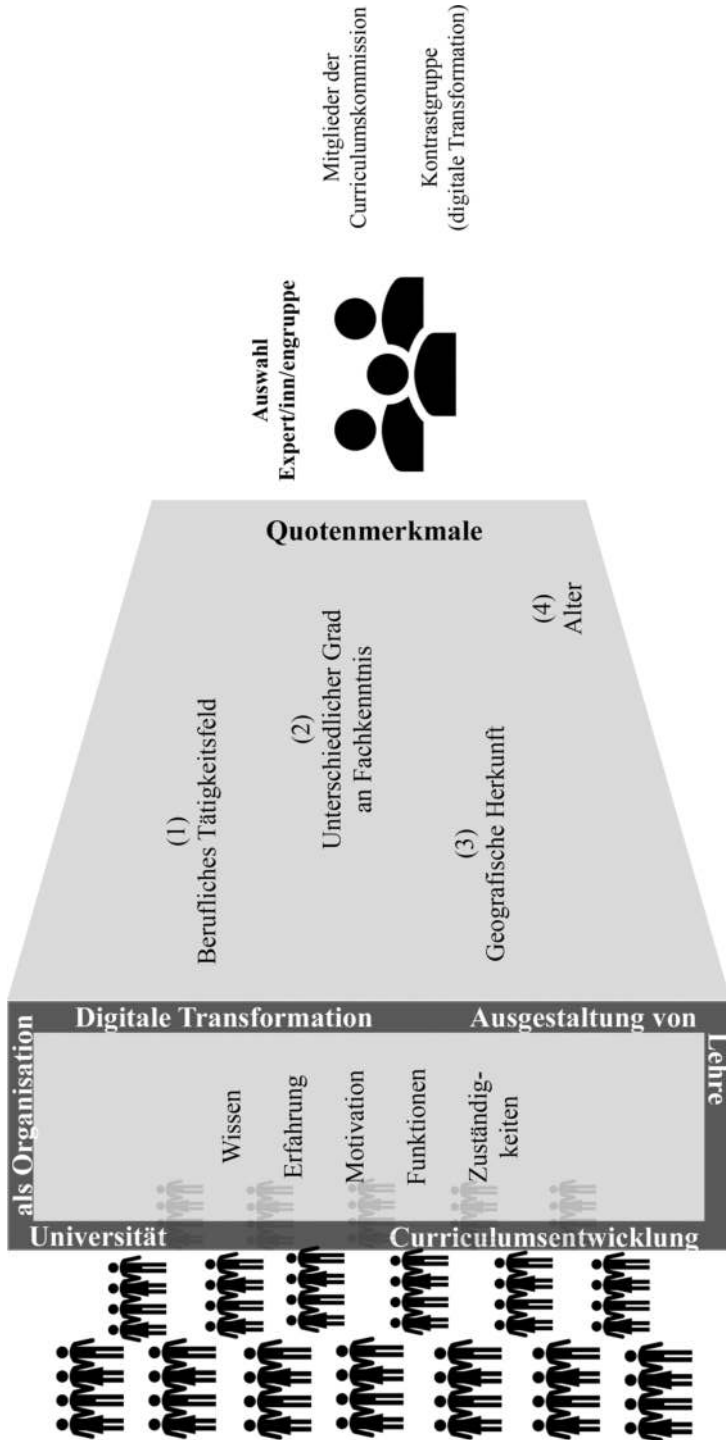 Universität
als Organisation
Digitale Transformation
Ausgestaltung von
Lehre
Curriculumsentwicklung
Wissen
Erfahrung
Motivation
Funktionen
Zuständig-
keiten
(1)
Berufliches Tätigkeitsfeld
(2)
Unterschiedlicher Grad
an Fachkenntnis
(3)
Geografische Herkunft
(4)
Alter
Quotenmerkmale
Auswahl
Expert/inn/engruppe
Mitglieder der
Curriculumskommission
Kontrastgruppe
(digitale Transformation)